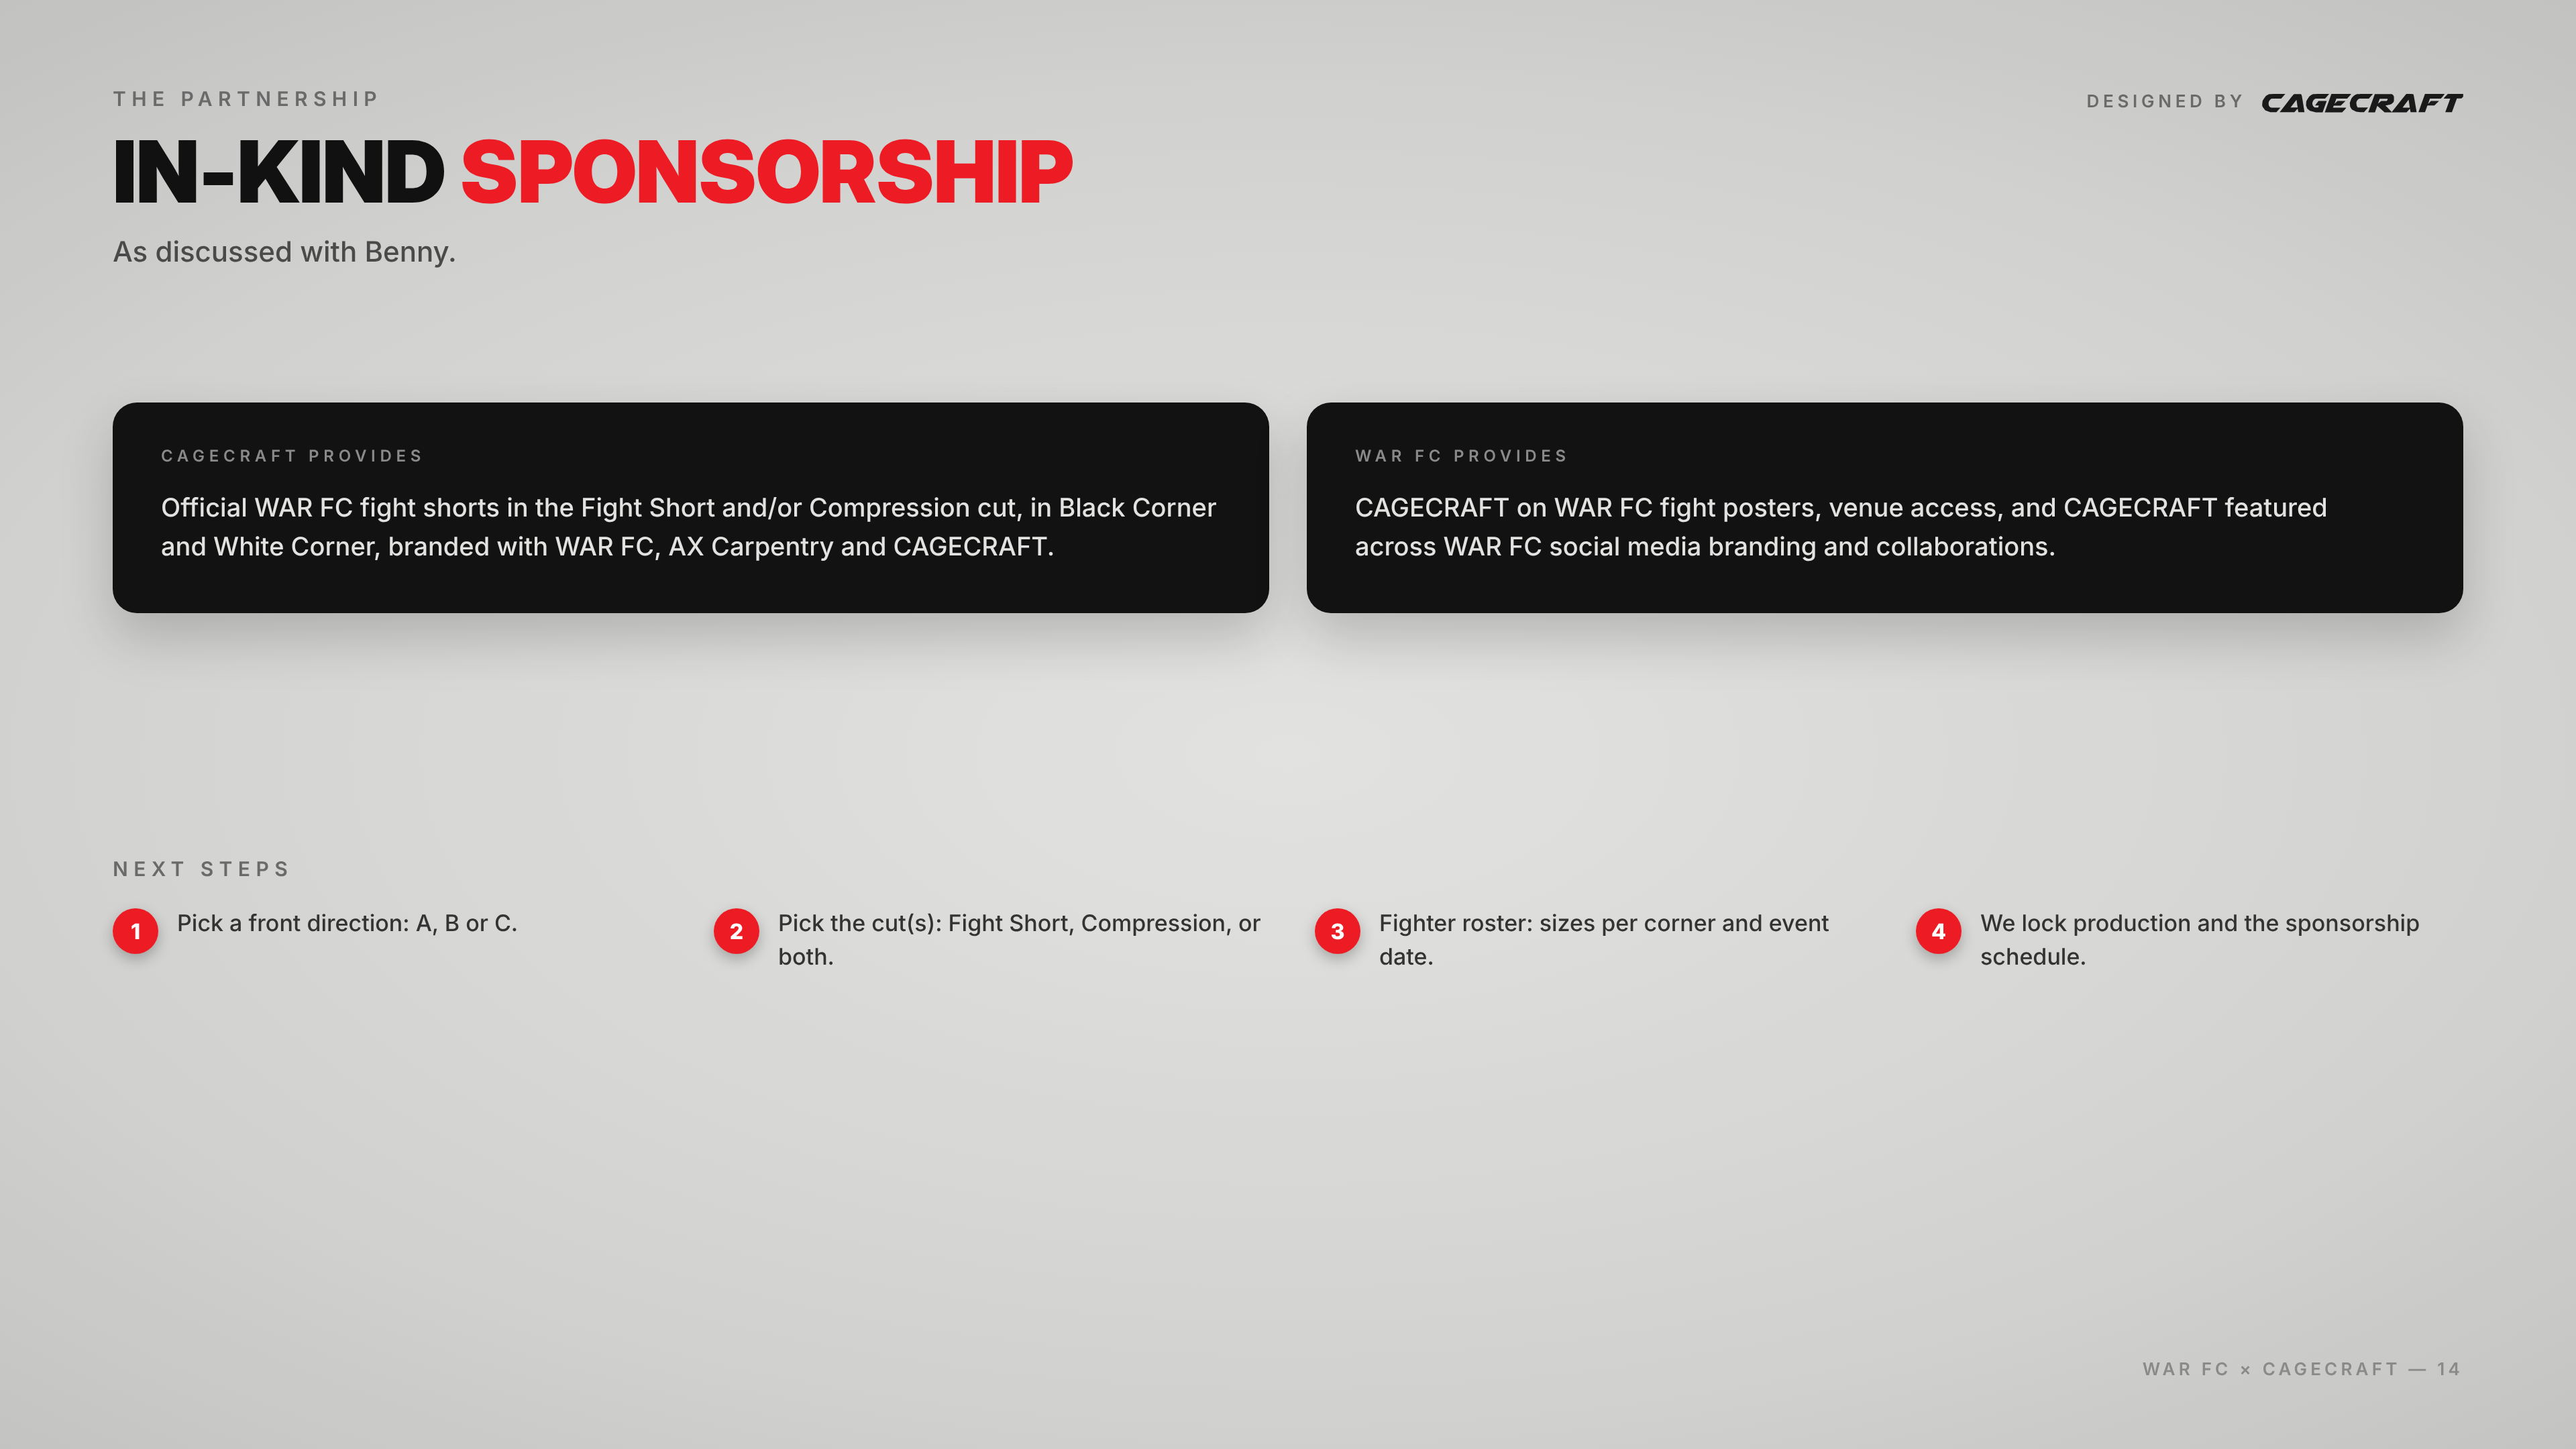 THE PARTNERSHIP
DESIGNED BY CAGECRAFT
IN-KIND SPONSORSHIP
As discussed with Benny.
CAGECRAFT PROVIDES
Official WAR FC fight shorts in the Fight Short and/or Compression cut, in Black Corner
and White Corner, branded with WAR FC, AX Carpentry and CAGECRAFT.
WAR FC PROVIDES
CAGECRAFT on WAR FC fight posters, venue access, and CAGECRAFT featured
across WAR FC social media branding and collaborations.
NEXT STEPS
1 Pick a front direction: A, B or C.
2 Pick the cut(s): Fight Short, Compression, or
both.
3 Fighter roster: sizes per corner and event
date.
4 We lock production and the sponsorship
schedule.
WAR FC × CAGECRAFT — 14